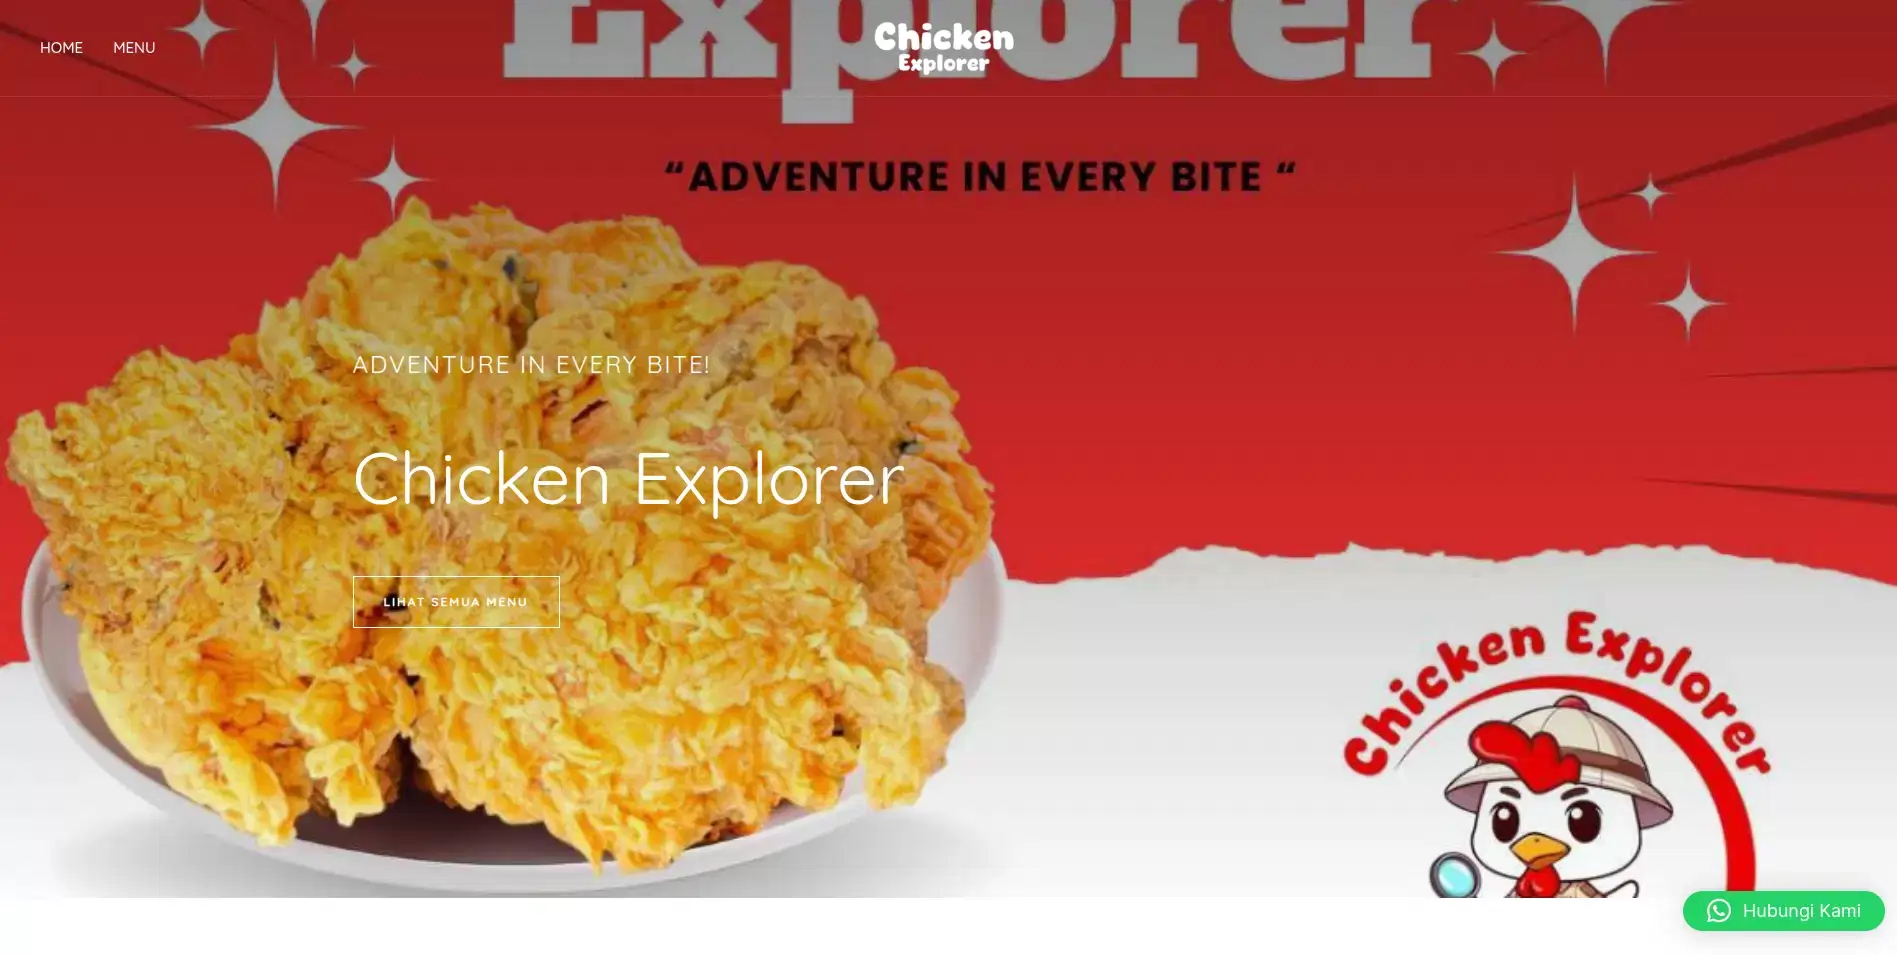 HOME MENU
Chicken
Explorer
Explorer
“ADVENTURE IN EVERY BITE “
ADVENTURE IN EVERY BITE!
Chicken Explorer
LIHAT SEMUA MENU
Chicken Explorer
Hubungi Kami